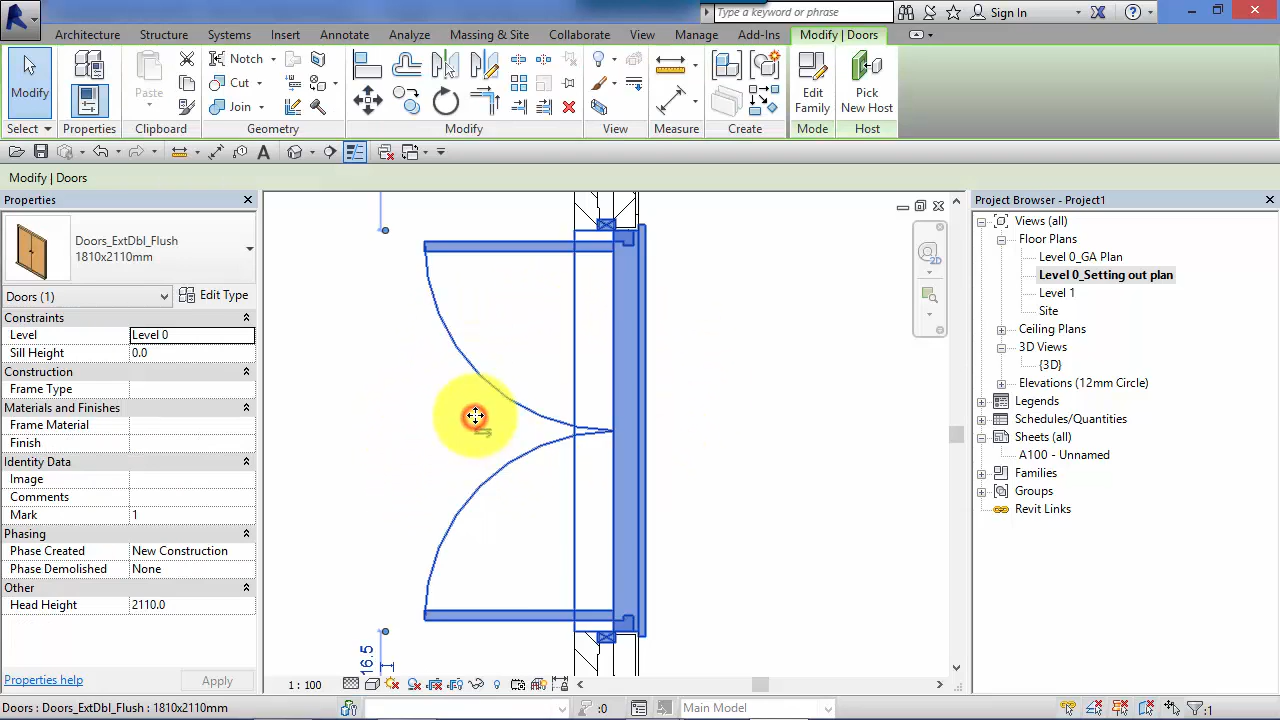 Type a keyword or phrase
Sign In
Architecture Structure Systems Insert Annotate Analyze Massing & Site Collaborate View Manage Add-Ins Modify | Doors
Modify
Paste
Notch
Cut
Join
Edit Family
Pick New Host
Select Properties Clipboard Geometry Modify View Measure Create Mode Host
Modify | Doors
Properties
Doors_ExtDbl_Flush
1810x2110mm
Doors (1)
Edit Type
Constraints
Level Level 0
Sill Height 0.0
Construction
Frame Type
Materials and Finishes
Frame Material
Finish
Identity Data
Image
Comments
Mark 1
Phasing
Phase Created New Construction
Phase Demolished None
Other
Head Height 2110.0
Properties help
Apply
2D
16.5
Project Browser - Project1
Views (all)
Floor Plans
Level 0_GA Plan
Level 0_Setting out plan
Level 1
Site
Ceiling Plans
3D Views
{3D}
Elevations (12mm Circle)
Legends
Schedules/Quantities
Sheets (all)
A100 - Unnamed
Families
Groups
Revit Links
1 : 100
Doors : Doors_ExtDbl_Flush : 1810x2110mm
:0
Main Model
:1